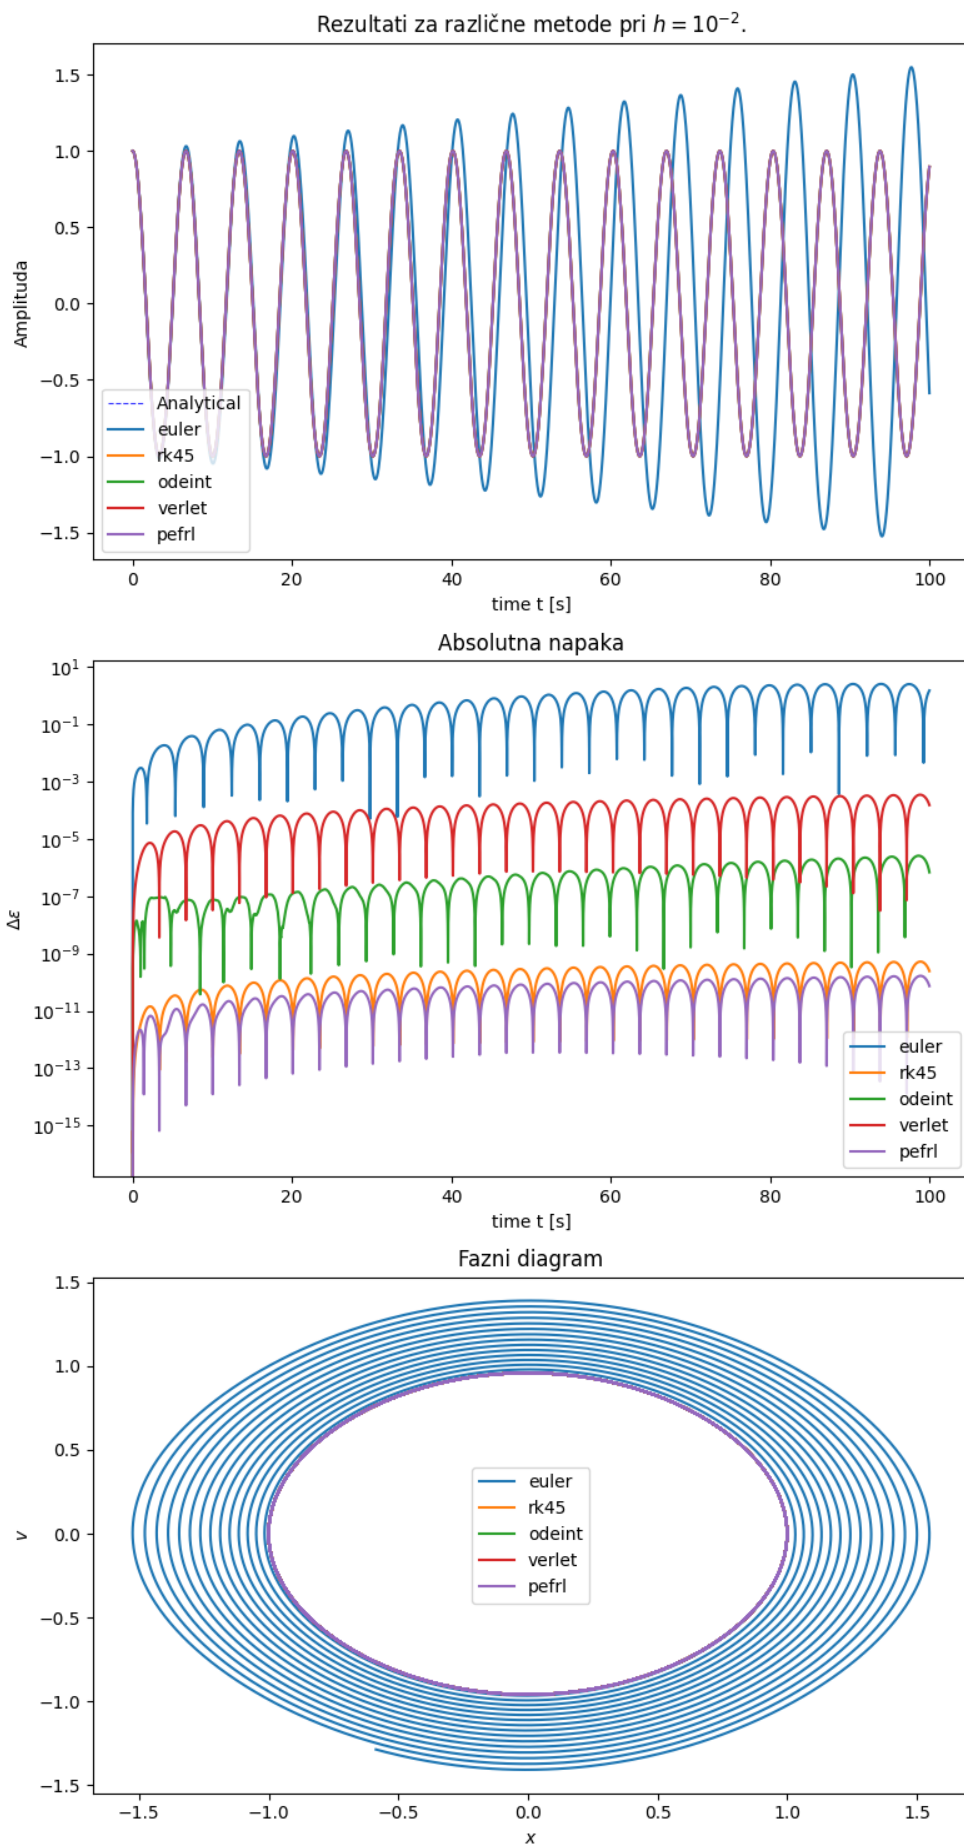 Rezultati za različne metode pri $h = 10^{-2}$.
1.5
1.0
0.5
0.0
−0.5
−1.0
−1.5
Amplituda
Analytical
euler
rk45
odeint
verlet
pefrl
0 20 40 60 80 100
time t [s]
Absolutna napaka
10^1
10^{-1}
10^{-3}
10^{-5}
10^{-7}
10^{-9}
10^{-11}
10^{-13}
10^{-15}
Δε
euler
rk45
odeint
verlet
pefrl
0 20 40 60 80 100
time t [s]
Fazni diagram
1.5
1.0
0.5
0.0
−0.5
−1.0
−1.5
v
euler
rk45
odeint
verlet
pefrl
−1.5 −1.0 −0.5 0.0 0.5 1.0 1.5
x